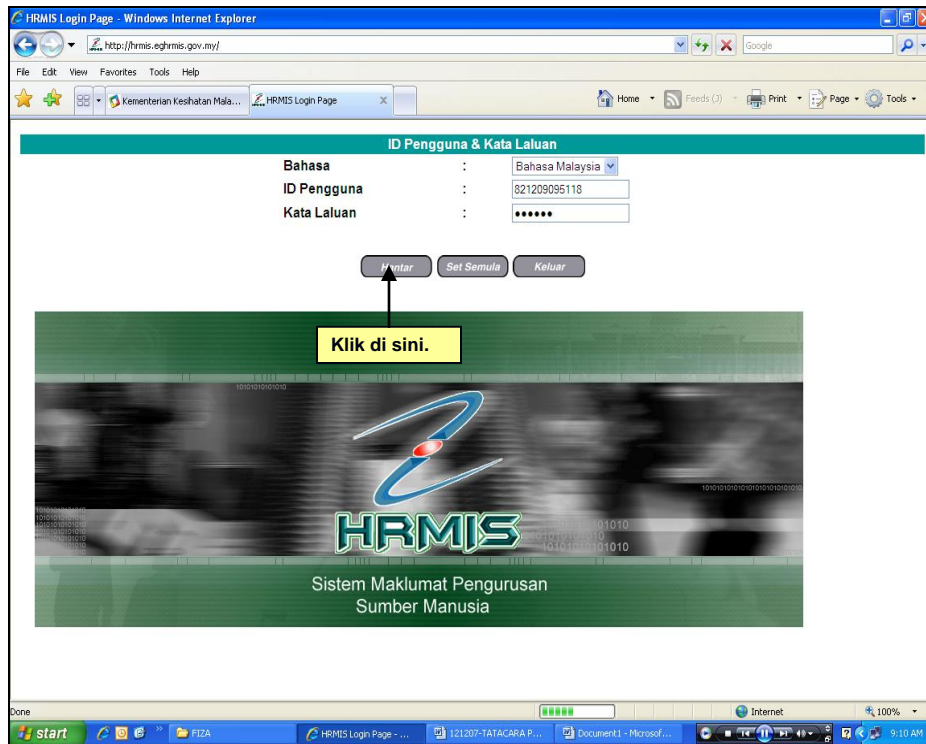 HRMIS Login Page - Windows Internet Explorer
http://hrmis.eghrmis.gov.my/
Google
File Edit View Favorites Tools Help
Kementerian Kesihatan Mala... HRMIS Login Page X Home Feeds (J) Print Page Tools
ID Pengguna & Kata Laluan
Bahasa : Bahasa Malaysia
ID Pengguna : 821209095118
Kata Laluan : ••••••
Hantar Set Semula Keluar
Klik di sini.
10101010101010
HRMIS
Sistem Maklumat Pengurusan
Sumber Manusia
Done Internet 100%
start FIZA HRMIS Login Page - ... 121207-TATACARA P... Document1 - Microsof... 9:10 AM